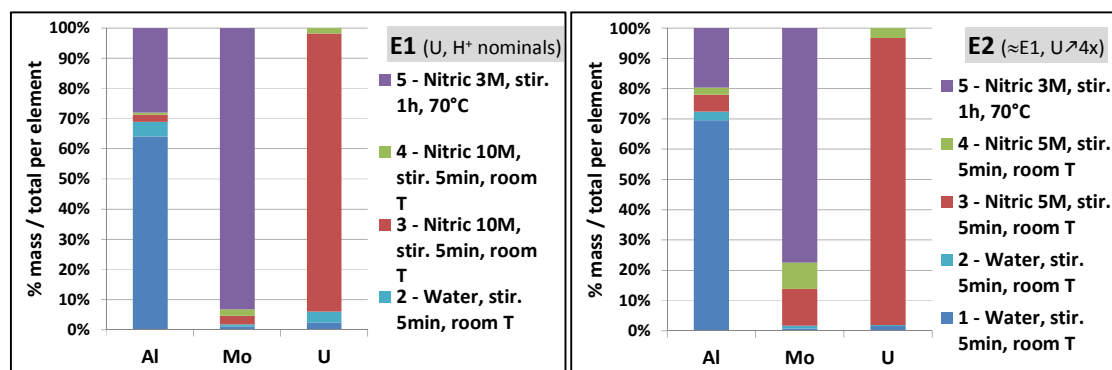 % mass / total per element
100%
90%
80%
70%
60%
50%
40%
30%
20%
10%
0%
Al Mo U
E1 (U, H⁺ nominals)
5 - Nitric 3M, stir.
1h, 70°C
4 - Nitric 10M,
stir. 5min, room
T
3 - Nitric 10M,
stir. 5min, room
T
2 - Water, stir.
5min, room T
% mass / total per element
100%
90%
80%
70%
60%
50%
40%
30%
20%
10%
0%
Al Mo U
E2 (≈E1, U↗4x)
5 - Nitric 3M, stir.
1h, 70°C
4 - Nitric 5M, stir.
5min, room T
3 - Nitric 5M, stir.
5min, room T
2 - Water, stir.
5min, room T
1 - Water, stir.
5min, room T